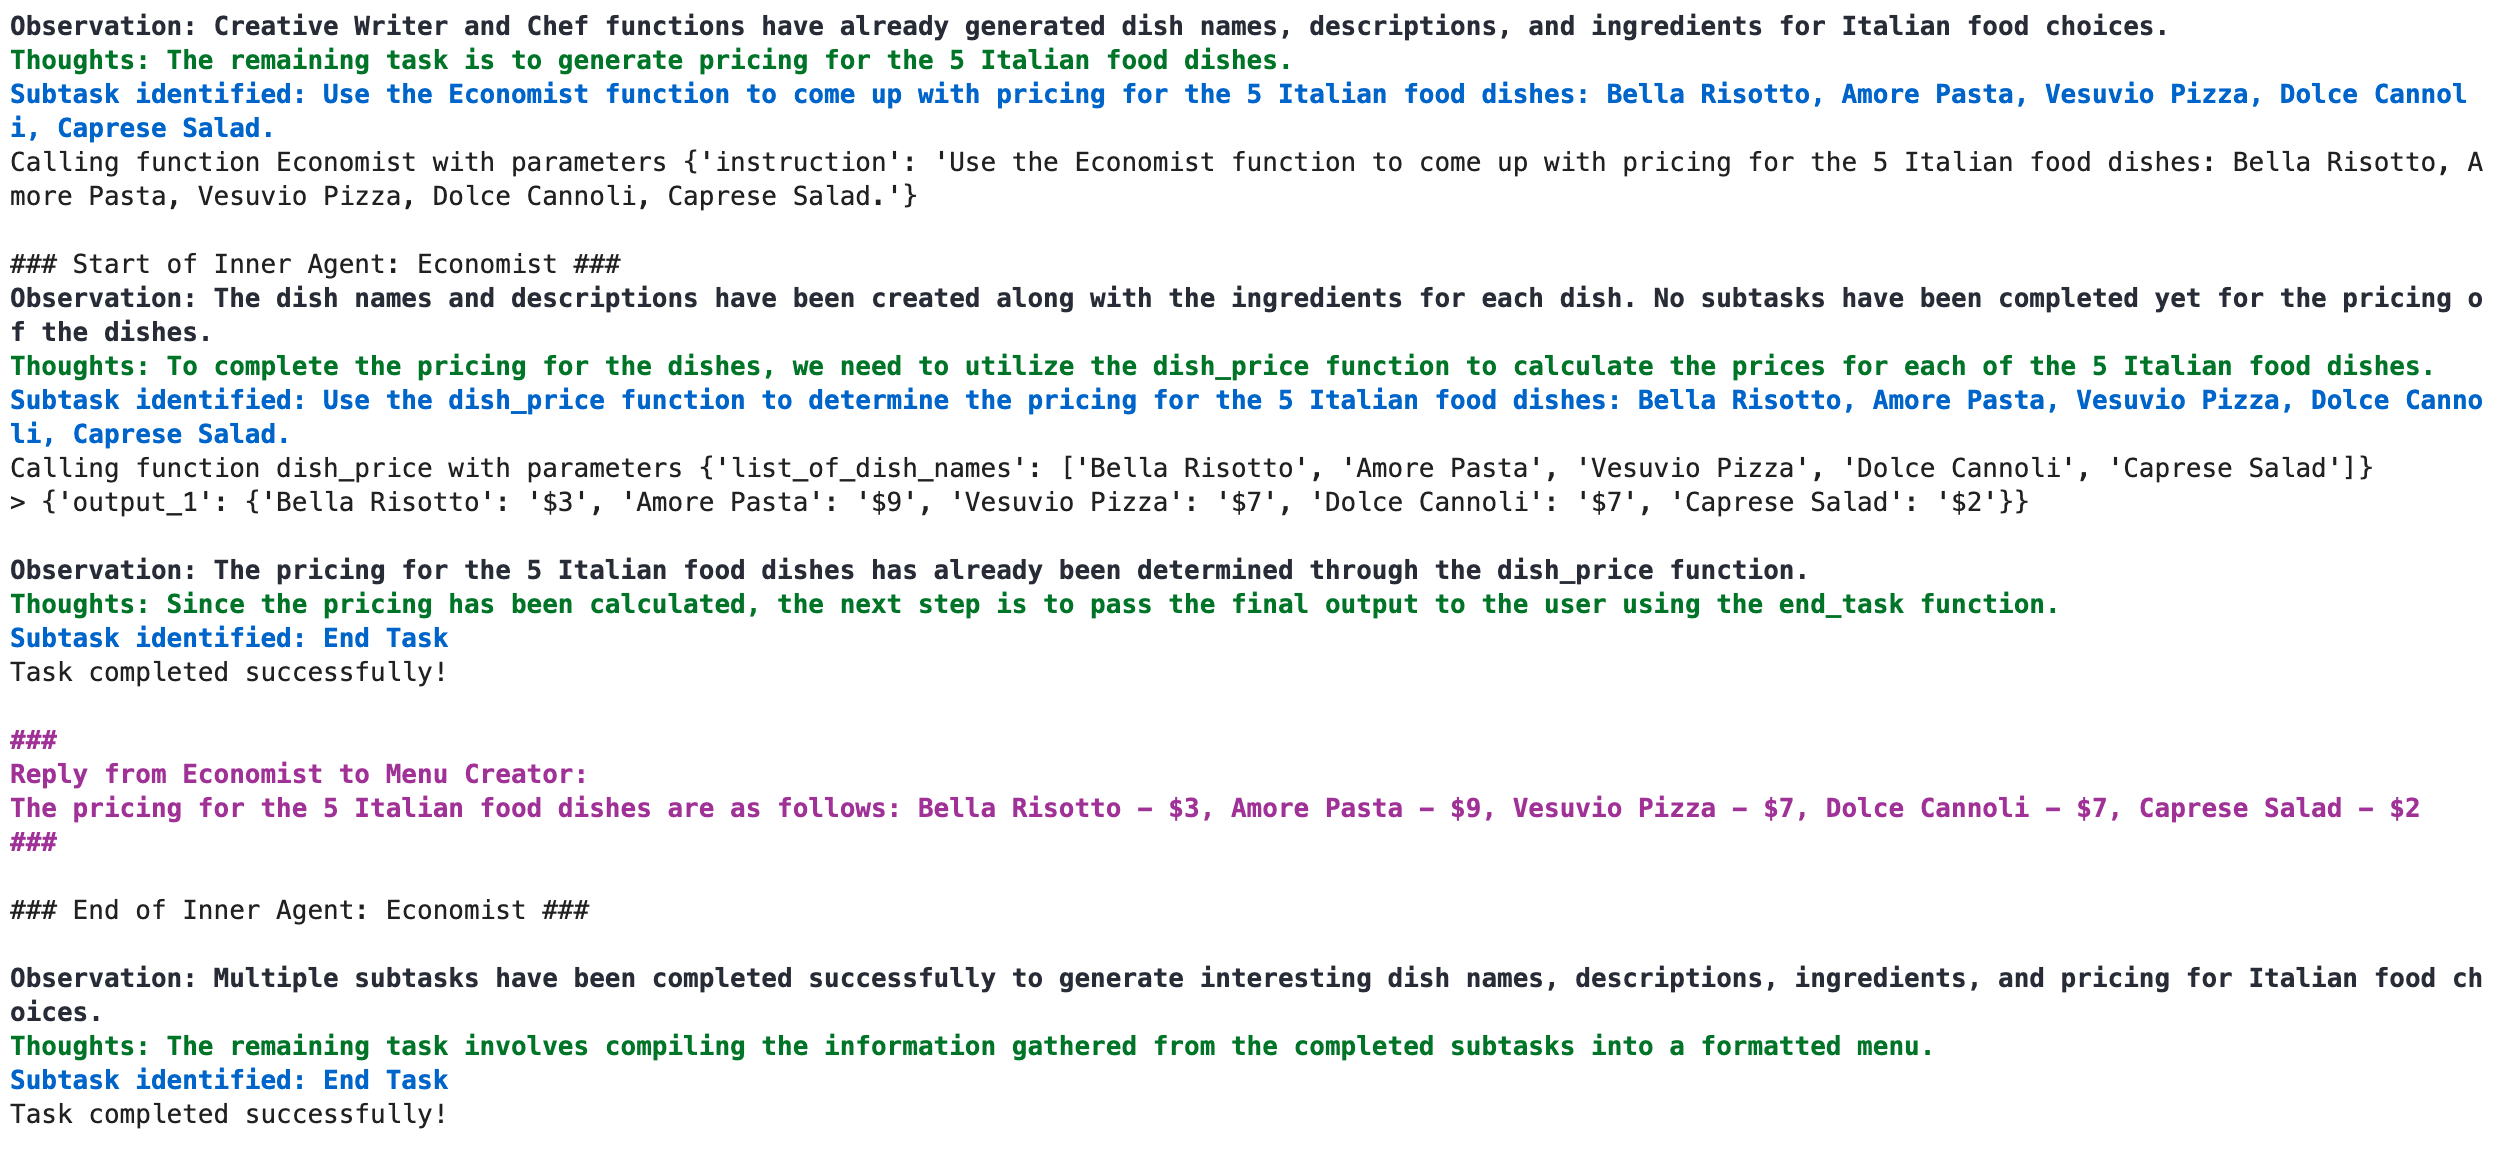 Observation: Creative Writer and Chef functions have already generated dish names, descriptions, and ingredients for Italian food choices.
Thoughts: The remaining task is to generate pricing for the 5 Italian food dishes.
Subtask identified: Use the Economist function to come up with pricing for the 5 Italian food dishes: Bella Risotto, Amore Pasta, Vesuvio Pizza, Dolce Cannol
i, Caprese Salad.
Calling function Economist with parameters {'instruction': 'Use the Economist function to come up with pricing for the 5 Italian food dishes: Bella Risotto, A
more Pasta, Vesuvio Pizza, Dolce Cannoli, Caprese Salad.'}
### Start of Inner Agent: Economist ###
Observation: The dish names and descriptions have been created along with the ingredients for each dish. No subtasks have been completed yet for the pricing o
f the dishes.
Thoughts: To complete the pricing for the dishes, we need to utilize the dish_price function to calculate the prices for each of the 5 Italian food dishes.
Subtask identified: Use the dish_price function to determine the pricing for the 5 Italian food dishes: Bella Risotto, Amore Pasta, Vesuvio Pizza, Dolce Canno
li, Caprese Salad.
Calling function dish_price with parameters {'list_of_dish_names': ['Bella Risotto', 'Amore Pasta', 'Vesuvio Pizza', 'Dolce Cannoli', 'Caprese Salad']}
> {'output_1': {'Bella Risotto': '$3', 'Amore Pasta': '$9', 'Vesuvio Pizza': '$7', 'Dolce Cannoli': '$7', 'Caprese Salad': '$2'}}
Observation: The pricing for the 5 Italian food dishes has already been determined through the dish_price function.
Thoughts: Since the pricing has been calculated, the next step is to pass the final output to the user using the end_task function.
Subtask identified: End Task
Task completed successfully!
###
Reply from Economist to Menu Creator:
The pricing for the 5 Italian food dishes are as follows: Bella Risotto – $3, Amore Pasta – $9, Vesuvio Pizza – $7, Dolce Cannoli – $7, Caprese Salad – $2
###
### End of Inner Agent: Economist ###
Observation: Multiple subtasks have been completed successfully to generate interesting dish names, descriptions, ingredients, and pricing for Italian food ch
oices.
Thoughts: The remaining task involves compiling the information gathered from the completed subtasks into a formatted menu.
Subtask identified: End Task
Task completed successfully!